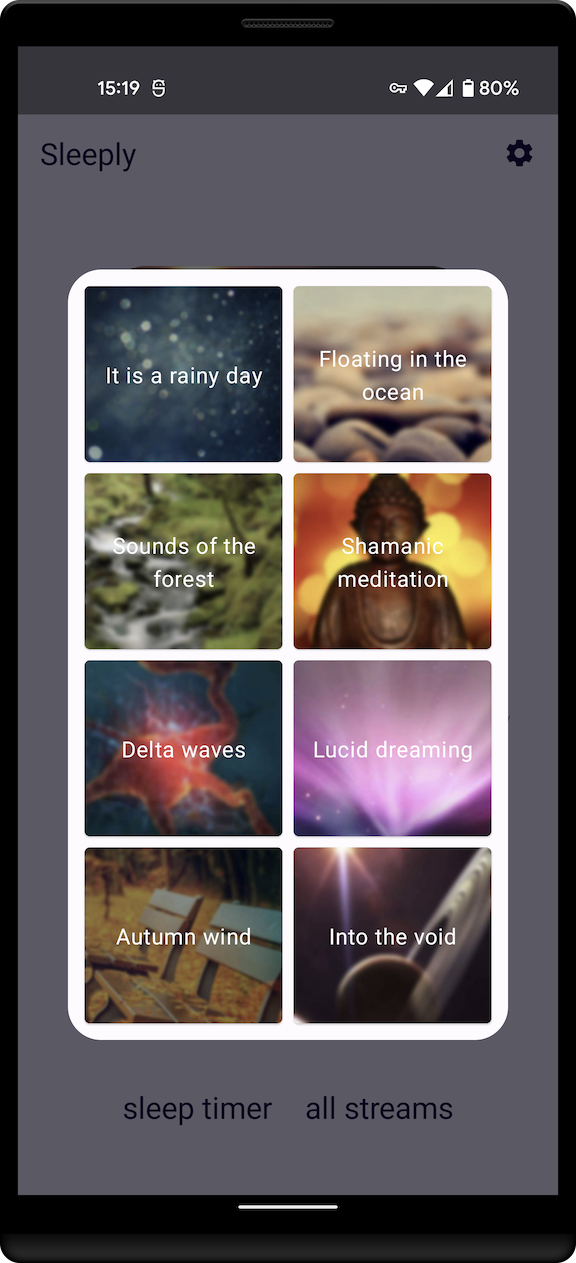 15:19
80%
Sleeply
It is a rainy day
Floating in the
ocean
Sounds of the
forest
Shamanic
meditation
Delta waves
Lucid dreaming
Autumn wind
Into the void
sleep timer
all streams